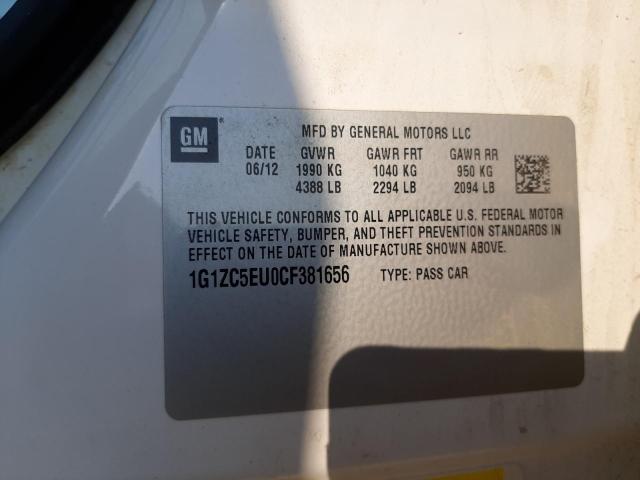 GM® MFD BY GENERAL MOTORS LLC
DATE GVWR GAWR FRT GAWR RR
06/12 1990 KG 1040 KG 950 KG
4388 LB 2294 LB 2094 LB
THIS VEHICLE CONFORMS TO ALL APPLICABLE U.S. FEDERAL MOTOR
VEHICLE SAFETY, BUMPER, AND THEFT PREVENTION STANDARDS IN
EFFECT ON THE DATE OF MANUFACTURE SHOWN ABOVE.
1G1ZC5EU0CF381656 TYPE: PASS CAR